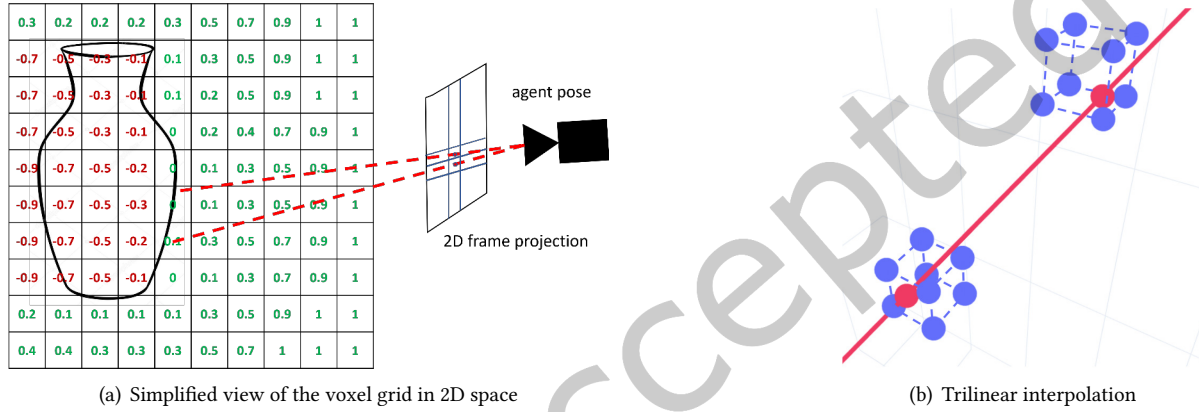 0.3 0.2 0.2 0.2 0.3 0.5 0.7 0.9 1 1
-0.7 -0.5 -0.3 -0.1 0.1 0.3 0.5 0.9 1 1
-0.7 -0.5 -0.3 -0.1 0.1 0.2 0.5 0.9 1 1
-0.7 -0.5 -0.3 -0.1 0 0.2 0.4 0.7 0.9 1
-0.9 -0.7 -0.5 -0.2 0 0.1 0.3 0.5 0.9 1
-0.9 -0.7 -0.5 -0.3 0 0.1 0.3 0.5 0.9 1
-0.9 -0.7 -0.5 -0.2 0.1 0.3 0.5 0.7 0.9 1
-0.9 -0.7 -0.5 -0.1 0 0.1 0.3 0.7 0.9 1
0.2 0.1 0.1 0.1 0.1 0.3 0.5 0.9 1 1
0.4 0.4 0.3 0.3 0.3 0.5 0.7 1 1 1
agent pose
2D frame projection
(a) Simplified view of the voxel grid in 2D space
(b) Trilinear interpolation
Accepted